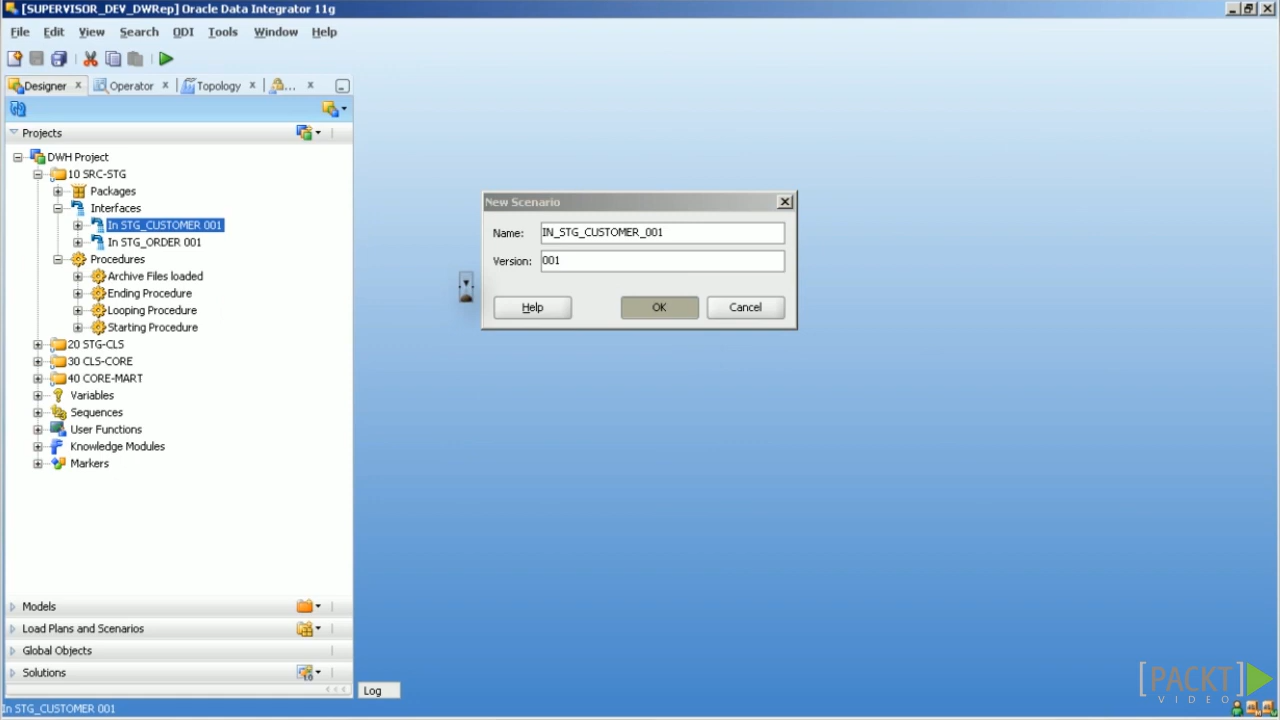 [SUPERVISOR_DEV_DWRep] Oracle Data Integrator 11g
File Edit View Search ODI Tools Window Help
Designer x Operator x Topology x ... x
Projects
DWH Project
10 SRC-STG
Packages
Interfaces
In STG_CUSTOMER 001
In STG_ORDER 001
Procedures
Archive Files loaded
Ending Procedure
Looping Procedure
Starting Procedure
20 STG-CLS
30 CLS-CORE
40 CORE-MART
Variables
Sequences
User Functions
Knowledge Modules
Markers
Models
Load Plans and Scenarios
Global Objects
Solutions
New Scenario
Name: IN_STG_CUSTOMER_001
Version: 001
Help OK Cancel
Log
In STG_CUSTOMER 001
[PACKT]
VIDEO